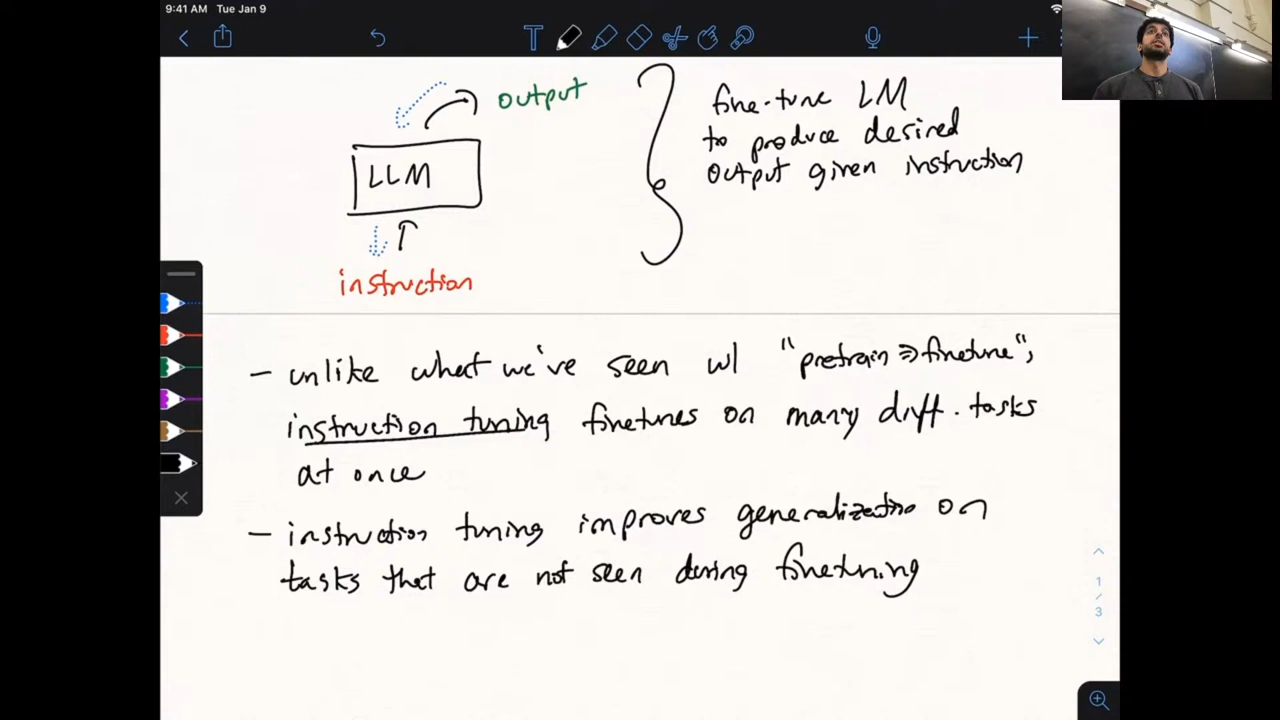 9:41 AM Tue Jan 9
output
LLM
instruction
fine-tune LM
to produce desired
output given instruction
- unlike what we've seen w/ "pretrain ⇒ finetune",
instruction tuning finetunes on many diff. tasks
at once
- instruction tuning improves generalization on
tasks that are not seen during finetuning
1
/
3